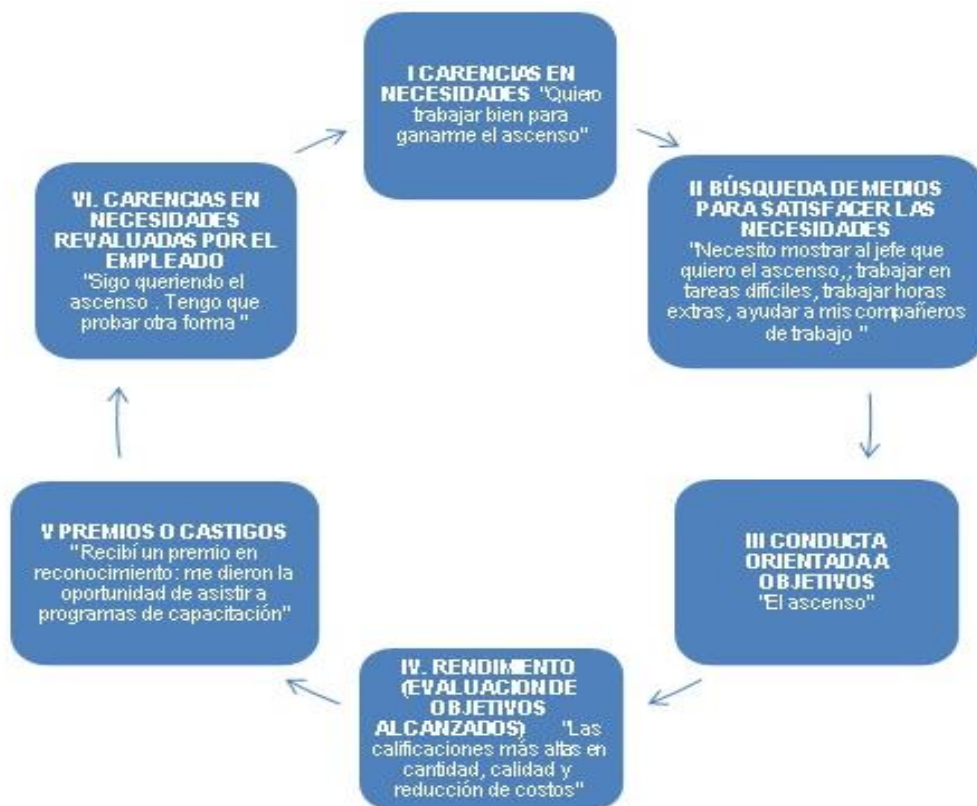 I CARENCIAS EN
NECESIDADES "Quiero
trabajar bien para
ganarme el ascenso"
II BÚSQUEDA DE MEDIOS
PARA SATISFACER LAS
NECESIDADES
"Necesito mostrar al jefe que
quiero el ascenso,; trabajar en
tareas difíciles, trabajar horas
extras, ayudar a mis compañeros
de trabajo "
III CONDUCTA
ORIENTADA A
OBJETIVOS
"El ascenso"
IV. RENDIMIENTO
(EVALUACION DE
OBJETIVOS
ALCANZADOS) "Las
calificaciones más altas en
cantidad, calidad y
reducción de costos"
V PREMIOS O CASTIGOS
"Recibí un premio en
reconocimiento: me dieron la
oportunidad de asistir a
programas de capacitación"
VI. CARENCIAS EN
NECESIDADES
REVALUADAS POR EL
EMPLEADO
"Sigo queriendo el
ascenso . Tengo que
probar otra forma "